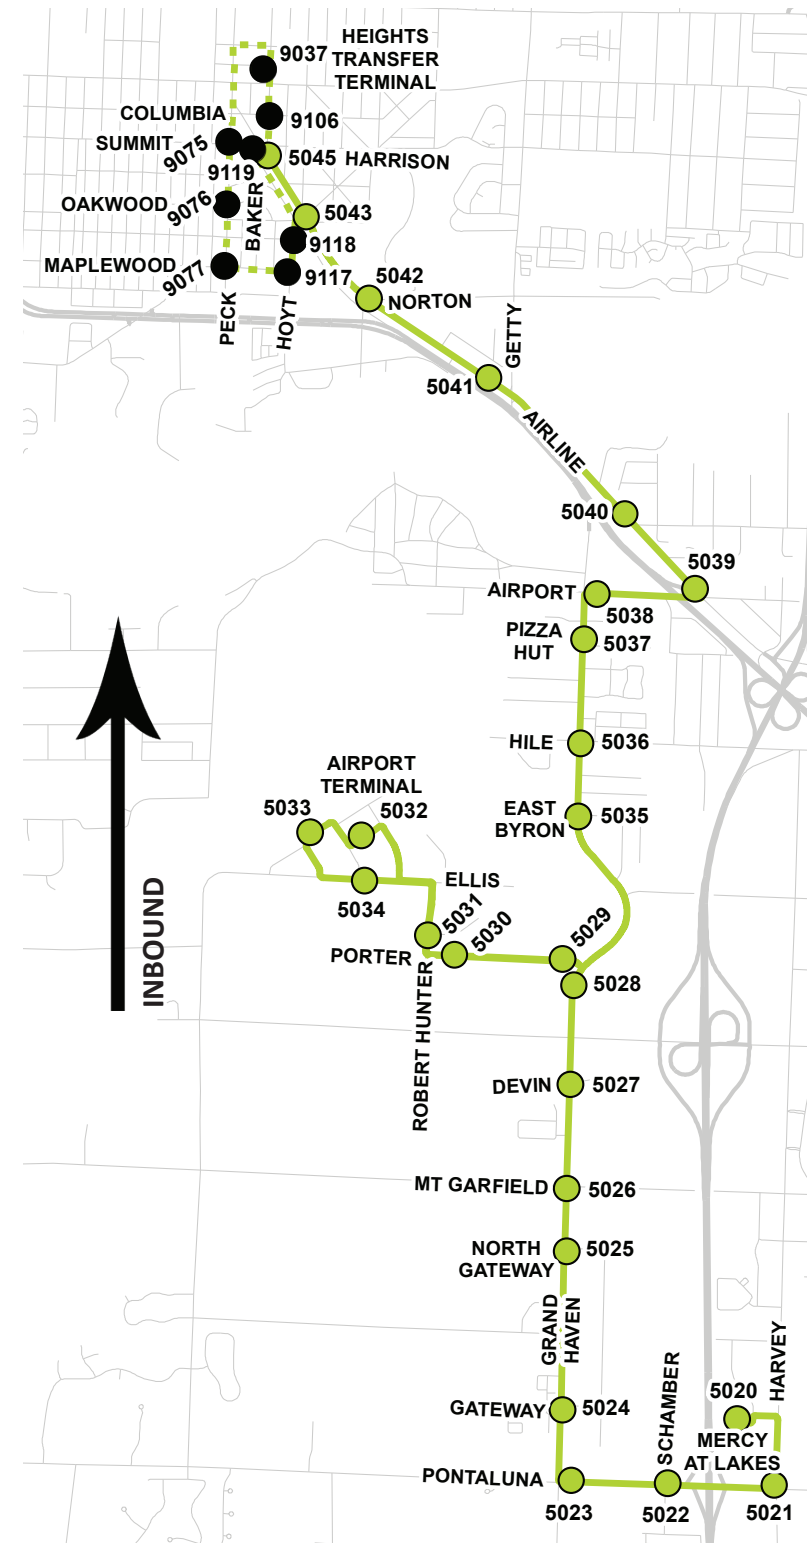 HEIGHTS
TRANSFER
TERMINAL
9037
COLUMBIA
9106
SUMMIT
9075
9119
5045
HARRISON
OAKWOOD
9076
BAKER
5043
9118
MAPLEWOOD
9077
9117
5042
NORTON
PECK
HOYT
GETTY
5041
AIRLINE
5040
5039
AIRPORT
5038
PIZZA
HUT
5037
HILE
5036
AIRPORT
TERMINAL
5033
5032
EAST
BYRON
5035
ELLIS
5034
INBOUND
5031
5030
5029
PORTER
5028
ROBERT HUNTER
DEVIN
5027
MT GARFIELD
5026
NORTH
GATEWAY
5025
GRAND
HAVEN
HARVEY
SCHAMBER
5020
GATEWAY
5024
MERCY
AT LAKES
PONTALUNA
5023
5022
5021